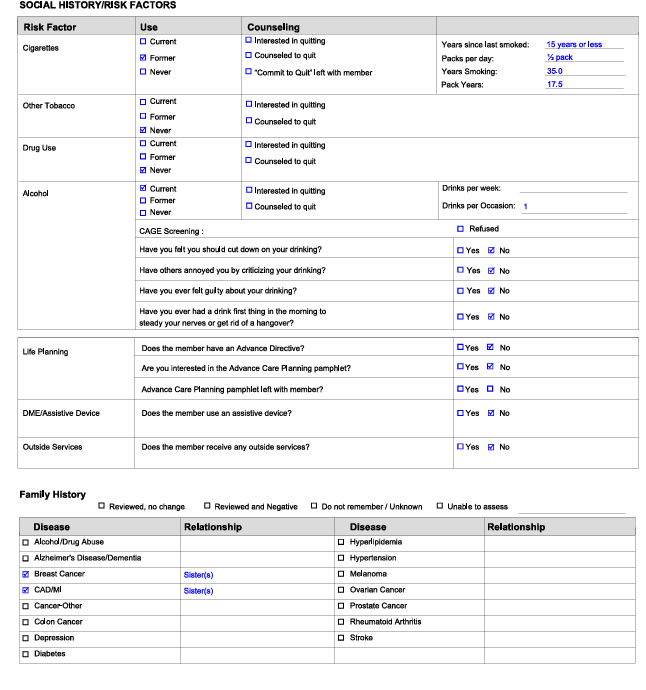 SOCIAL HISTORY/RISK FACTORS
Risk Factor Use Counseling
Cigarettes
☐ Current
☑ Former
☐ Never
☐ Interested in quitting
☐ Counseled to quit
☐ "Commit to Quit" left with member
Years since last smoked: 15 years or less
Packs per day: ½ pack
Years Smoking: 35.0
Pack Years: 17.5
Other Tobacco
☐ Current
☐ Former
☑ Never
☐ Interested in quitting
☐ Counseled to quit
Drug Use
☐ Current
☐ Former
☑ Never
☐ Interested in quitting
☐ Counseled to quit
Alcohol
☑ Current
☐ Former
☐ Never
☐ Interested in quitting
☐ Counseled to quit
Drinks per week:
Drinks per Occasion: 1
CAGE Screening : ☐ Refused
Have you felt you should cut down on your drinking? ☐ Yes ☑ No
Have others annoyed you by criticizing your drinking? ☐ Yes ☑ No
Have you ever felt guilty about your drinking? ☐ Yes ☑ No
Have you ever had a drink first thing in the morning to
steady your nerves or get rid of a hangover? ☐ Yes ☑ No
Life Planning
Does the member have an Advance Directive? ☐ Yes ☑ No
Are you interested in the Advance Care Planning pamphlet? ☐ Yes ☑ No
Advance Care Planning pamphlet left with member? ☐ Yes ☐ No
DME/Assistive Device Does the member use an assistive device? ☐ Yes ☑ No
Outside Services Does the member receive any outside services? ☐ Yes ☑ No
Family History
☐ Reviewed, no change ☐ Reviewed and Negative ☐ Do not remember / Unknown ☐ Unable to assess
Disease Relationship Disease Relationship
☐ Alcohol/Drug Abuse ☐ Hyperlipidemia
☐ Alzheimer's Disease/Dementia ☐ Hypertension
☑ Breast Cancer Sister(s) ☐ Melanoma
☑ CAD/MI Sister(s) ☐ Ovarian Cancer
☐ Cancer-Other ☐ Prostate Cancer
☐ Colon Cancer ☐ Rheumatoid Arthritis
☐ Depression ☐ Stroke
☐ Diabetes